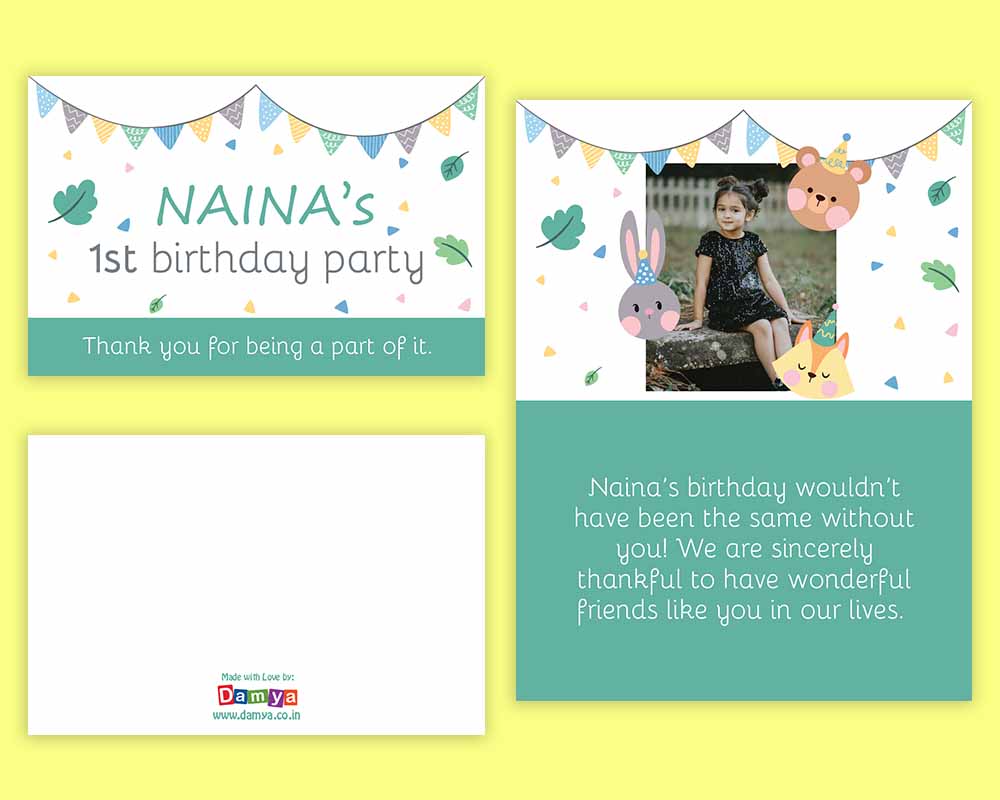 NAINA's
1st birthday party
Thank you for being a part of it.
Made with Love by:
Damya
www.damya.co.in
Naina's birthday wouldn't
have been the same without
you! We are sincerely
thankful to have wonderful
friends like you in our lives.